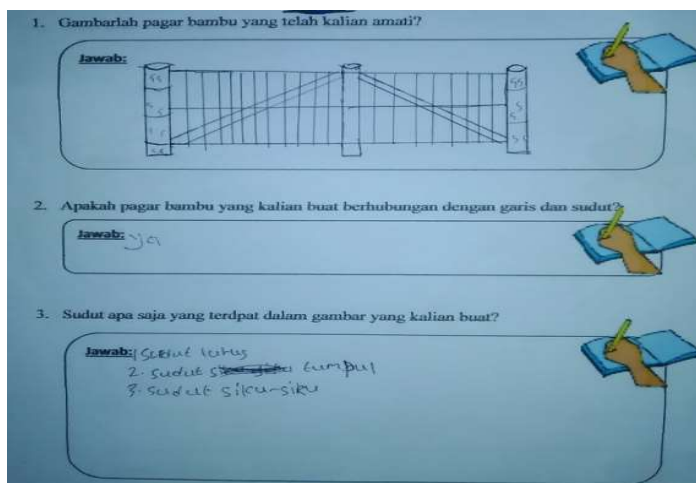 1. Gambarlah pagar bambu yang telah kalian amati?
Jawab:
2. Apakah pagar bambu yang kalian buat berhubungan dengan garis dan sudut?
Jawab: ya
3. Sudut apa saja yang terdpat dalam gambar yang kalian buat?
Jawab: 1 Sudut lurus
2. sudut tumpul
3. sudut siku-siku